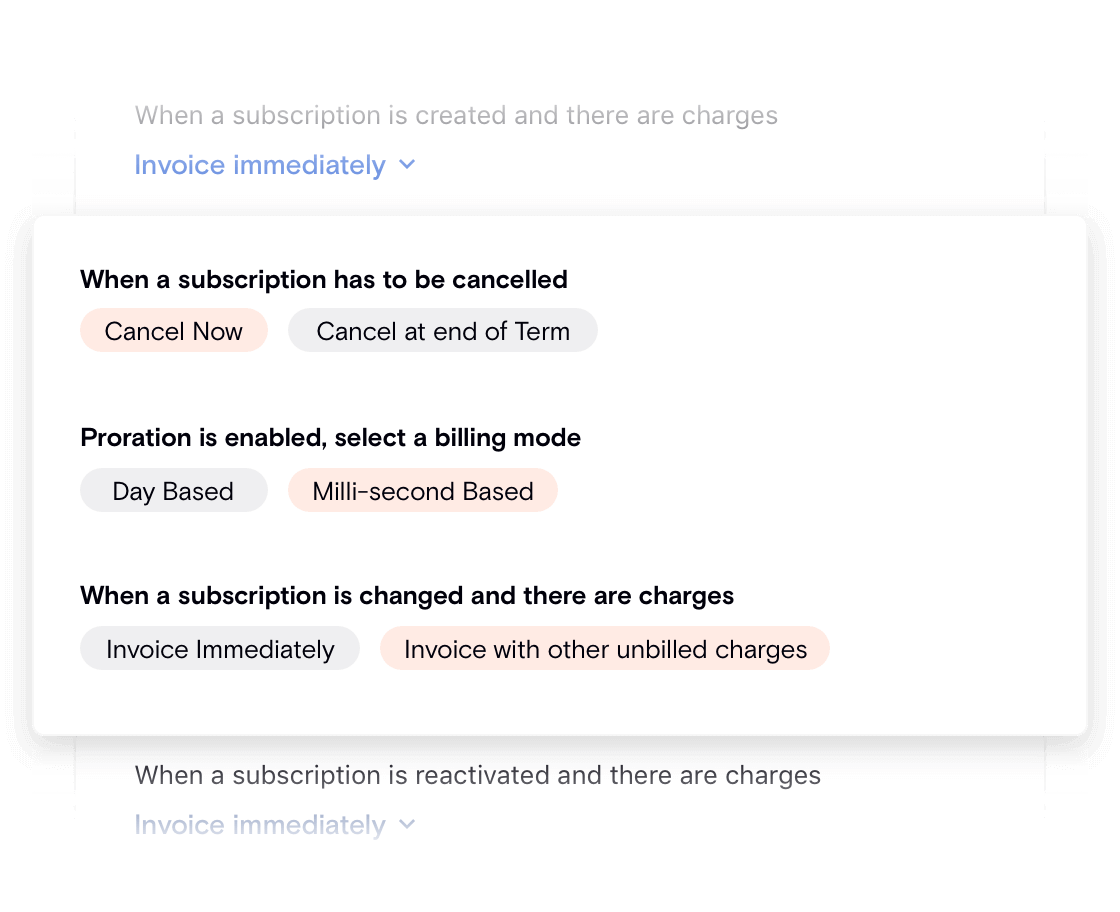 When a subscription is created and there are charges
Invoice immediately
When a subscription has to be cancelled
Cancel Now Cancel at end of Term
Proration is enabled, select a billing mode
Day Based Milli-second Based
When a subscription is changed and there are charges
Invoice Immediately Invoice with other unbilled charges
When a subscription is reactivated and there are charges
Invoice immediately